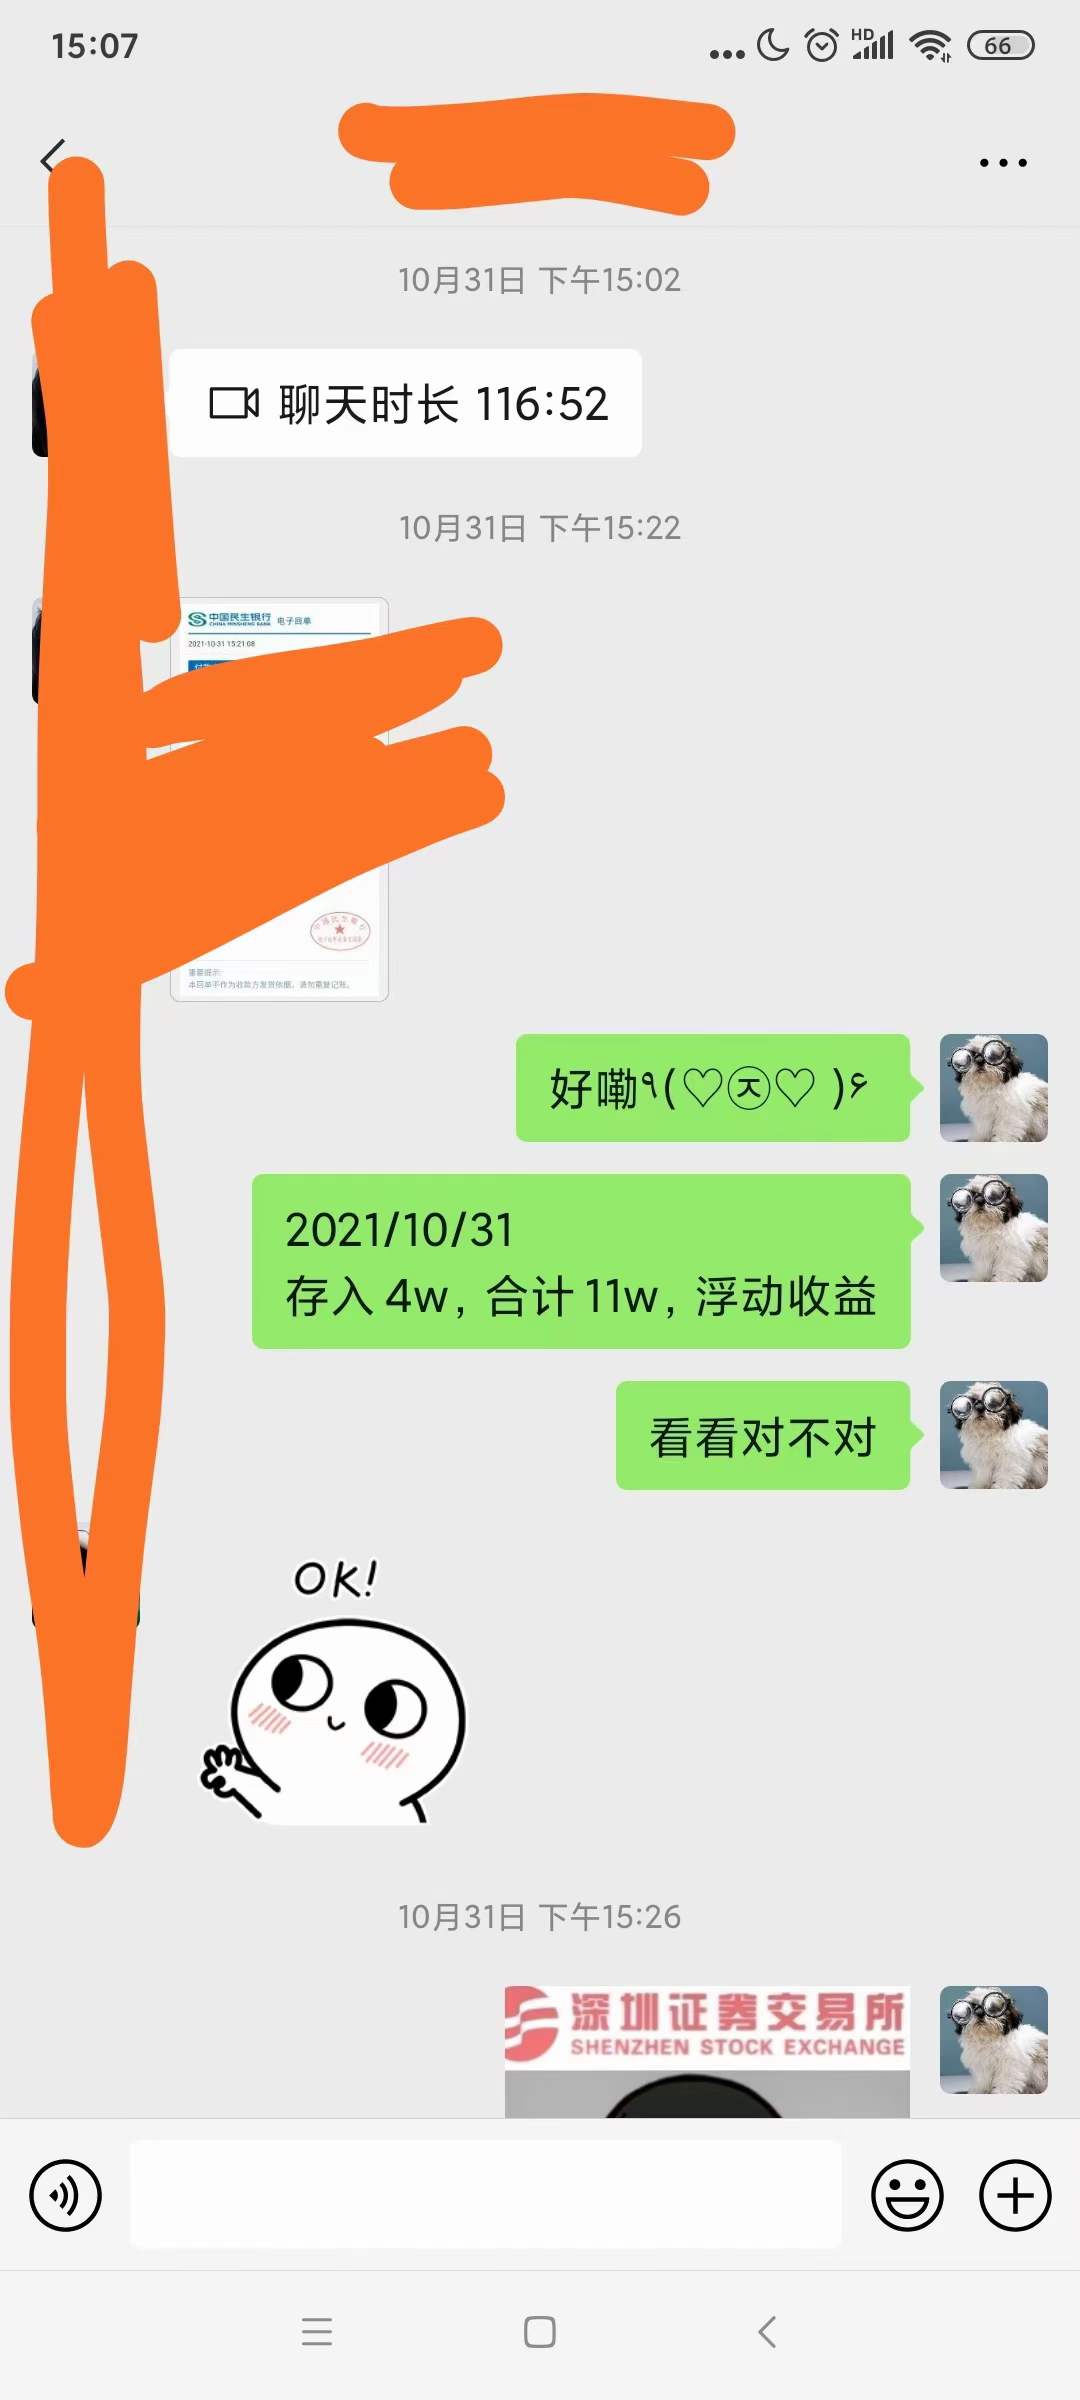 15:07
HD
66
10月31日 下午15:02
聊天时长 116:52
10月31日 下午15:22
中国民生银行 电子回单
CHINA MINSHENG BANK
2021-10-31 15:21:08
重要提示:
本回单不作为收款方发货依据，请勿重复记账。
好嘞٩(♡㉨♡ )۶
2021/10/31
存入 4w, 合计 11w, 浮动收益
看看对不对
OK!
10月31日 下午15:26
深圳证券交易所
SHENZHEN STOCK EXCHANGE